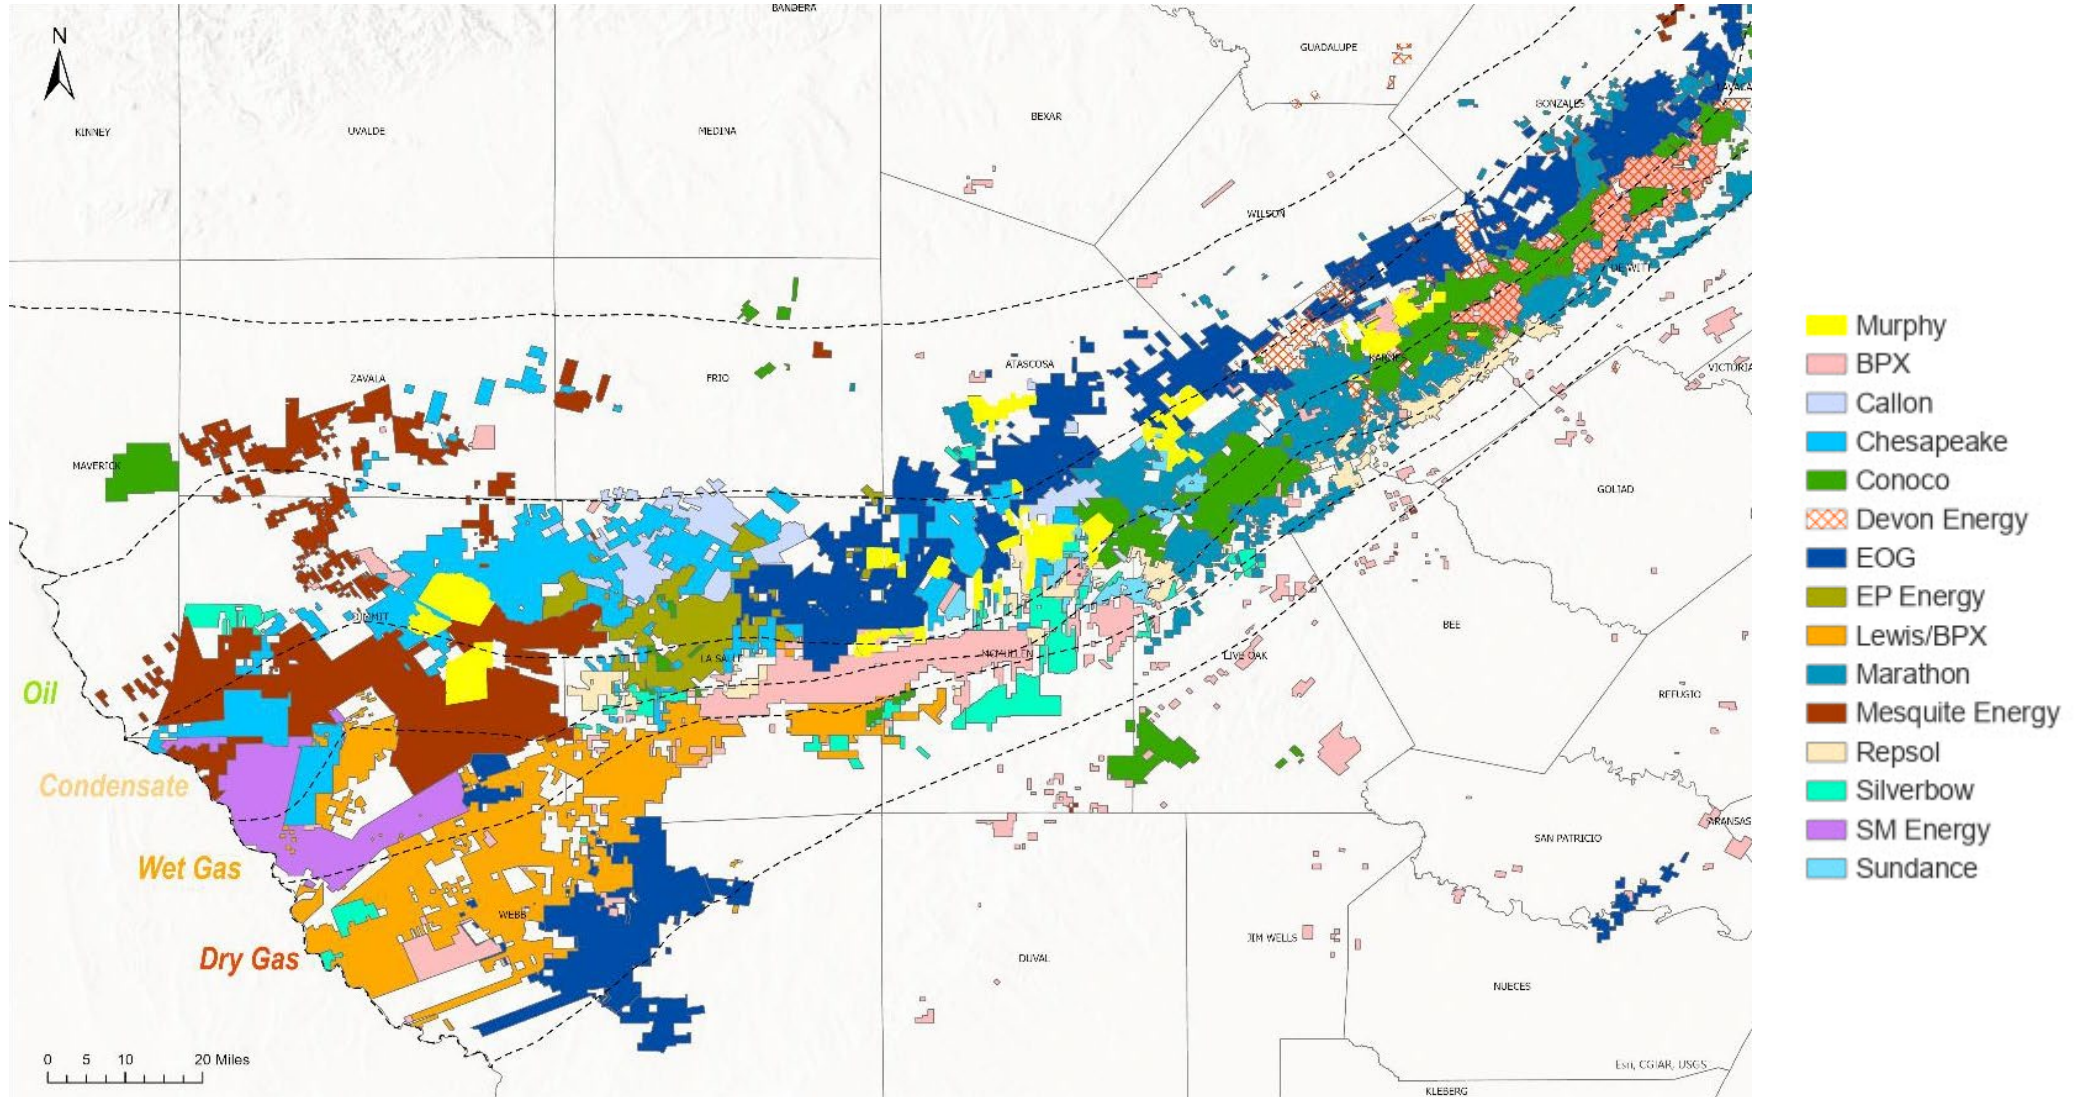 BANDERA
N
GUADALUPE
KINNEY
UVALDE
MEDINA
BEXAR
GONZALES
LAVACA
WILSON
DE WITT
ZAVALA
FRIO
ATASCOSA
KARNES
VICTORIA
MAVERICK
GOLIAD
DIMMIT
LA SALLE
MCMULLEN
LIVE OAK
BEE
REFUGIO
Oil
Condensate
Wet Gas
Dry Gas
WEBB
DUVAL
JIM WELLS
SAN PATRICIO
ARANSAS
NUECES
KLEBERG
0 5 10 20 Miles
Esri, CGIAR, USGS
Murphy
BPX
Callon
Chesapeake
Conoco
Devon Energy
EOG
EP Energy
Lewis/BPX
Marathon
Mesquite Energy
Repsol
Silverbow
SM Energy
Sundance